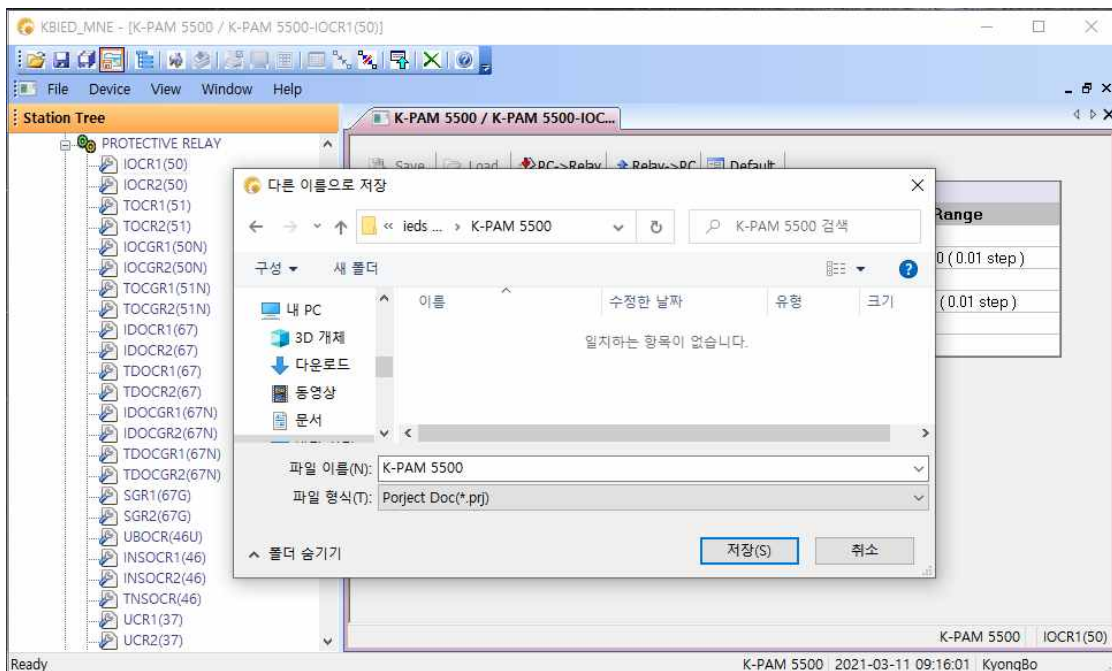 KBIED_MNE - [K-PAM 5500 / K-PAM 5500-IOCR1(50)]
File Device View Window Help
Station Tree
K-PAM 5500 / K-PAM 5500-IOC...
PROTECTIVE RELAY
IOCR1(50)
IOCR2(50)
TOCR1(51)
TOCR2(51)
IOCGR1(50N)
IOCGR2(50N)
TOCGR1(51N)
TOCGR2(51N)
IDOCR1(67)
IDOCR2(67)
TDOCR1(67)
TDOCR2(67)
IDOCGR1(67N)
IDOCGR2(67N)
TDOCGR1(67N)
TDOCGR2(67N)
SGR1(67G)
SGR2(67G)
UBOCR(46U)
INSOCR1(46)
INSOCR2(46)
TNSOCR(46)
UCR1(37)
UCR2(37)
Save Load PC->Relay Relay->PC Default
Range
0 ( 0.01 step )
( 0.01 step )
다른 이름으로 저장
« ieds ... › K-PAM 5500
K-PAM 5500 검색
구성 새 폴더
내 PC
3D 개체
다운로드
동영상
문서
이름 수정한 날짜 유형 크기
일치하는 항목이 없습니다.
파일 이름(N): K-PAM 5500
파일 형식(T): Porject Doc(*.prj)
폴더 숨기기
저장(S) 취소
K-PAM 5500 IOCR1(50)
Ready
K-PAM 5500 2021-03-11 09:16:01 KyongBo